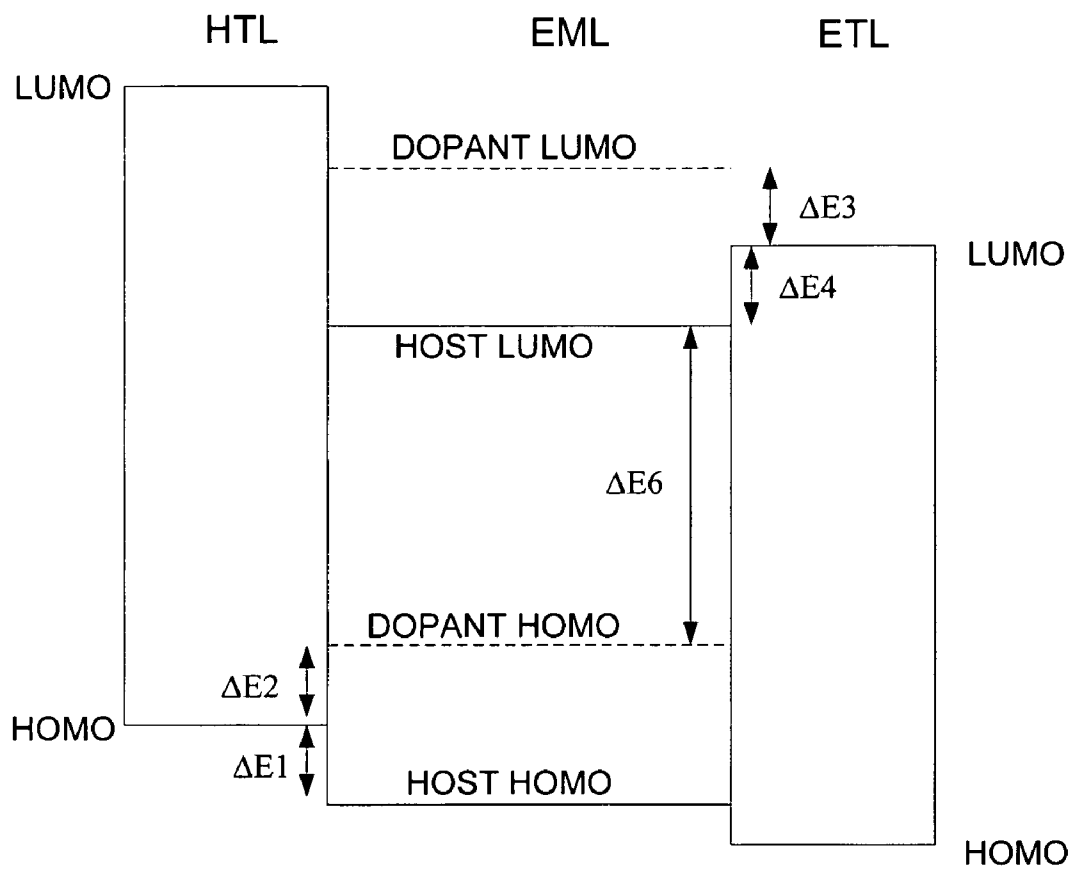 HTL EML ETL
LUMO
DOPANT LUMO
ΔE3
LUMO
ΔE4
HOST LUMO
ΔE6
DOPANT HOMO
ΔE2
HOMO
ΔE1
HOST HOMO
HOMO